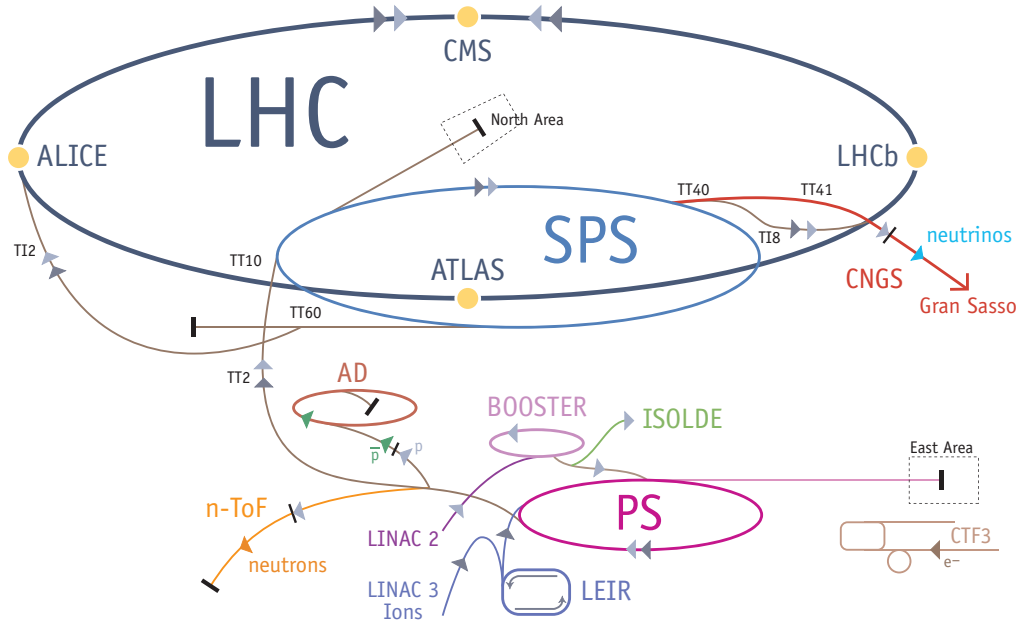 CMS
LHC
North Area
ALICE
LHCb
TT40
TT41
SPS
TI8
neutrinos
TI2
TT10
ATLAS
CNGS
Gran Sasso
TT60
TT2
AD
BOOSTER
ISOLDE
p
p̅
East Area
n-ToF
PS
LINAC 2
CTF3
neutrons
e−
LINAC 3
Ions
LEIR